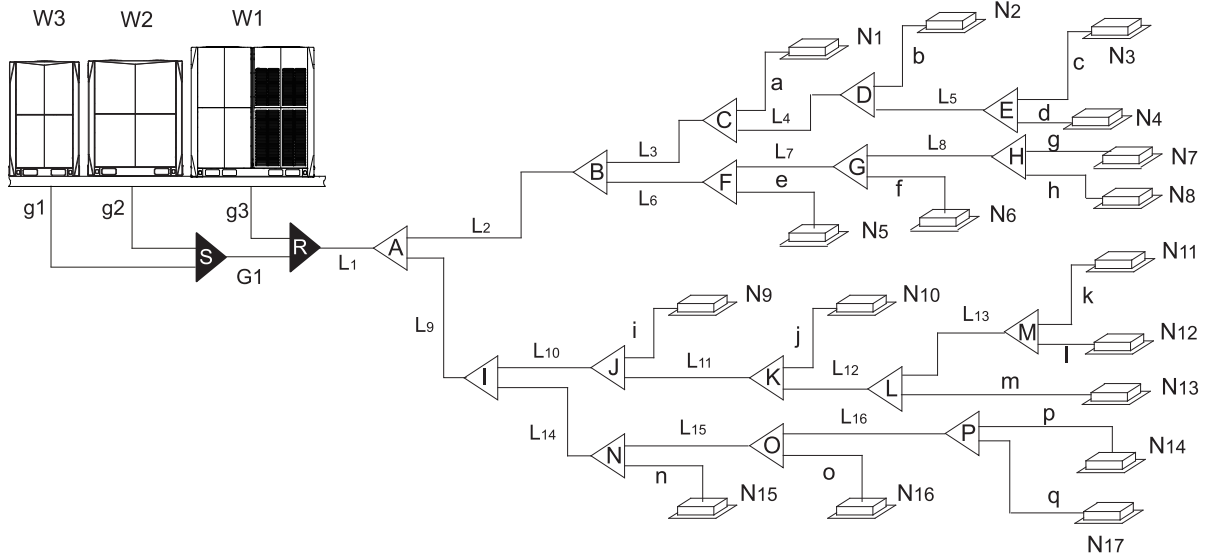 W3 W2 W1
N1
N2
N3
a
b
c
C
D
L4
L5
E
d
N4
L3
B
L7
G
L8
H
g
N7
L6
F
e
f
h
N8
N5
N6
g1
g2
g3
S
G1
R
L1
A
L2
L9
N9
N10
N11
i
j
k
L13
M
l
N12
I
L10
J
L11
K
L12
L
m
N13
L14
N
L15
O
L16
P
p
N14
n
N15
o
N16
q
N17